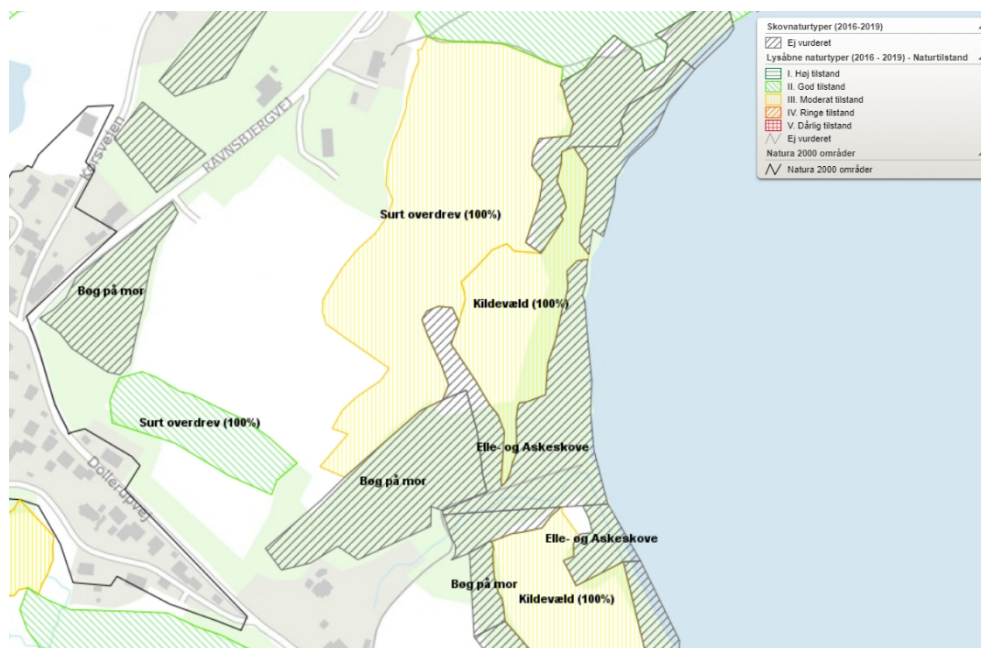 Skovnaturtyper (2016-2019)
Ej vurderet
Lysåbne naturtyper (2016 - 2019) - Naturtilstand
I. Høj tilstand
II. God tilstand
III. Moderat tilstand
IV. Ringe tilstand
V. Dårlig tilstand
Ej vurderet
Natura 2000 områder
Natura 2000 områder
Kørsvejen
RAVNSBJERGVEJ
Surt overdrev (100%)
Bøg på mor
Kildevæld (100%)
Surt overdrev (100%)
Dollerupvej
Elle- og Askeskove
Bøg på mor
Elle- og Askeskove
Bøg på mor
Kildevæld (100%)